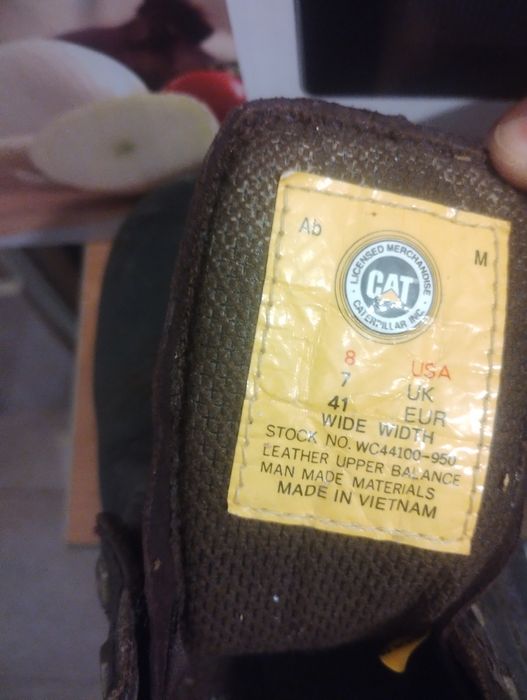 Ab
M
LICENSED MERCHANDISE
CAT
CATERPILLAR INC.
8 USA
7 UK
41 EUR
WIDE WIDTH
STOCK NO. WC44100-950
LEATHER UPPER BALANCE
MAN MADE MATERIALS
MADE IN VIETNAM